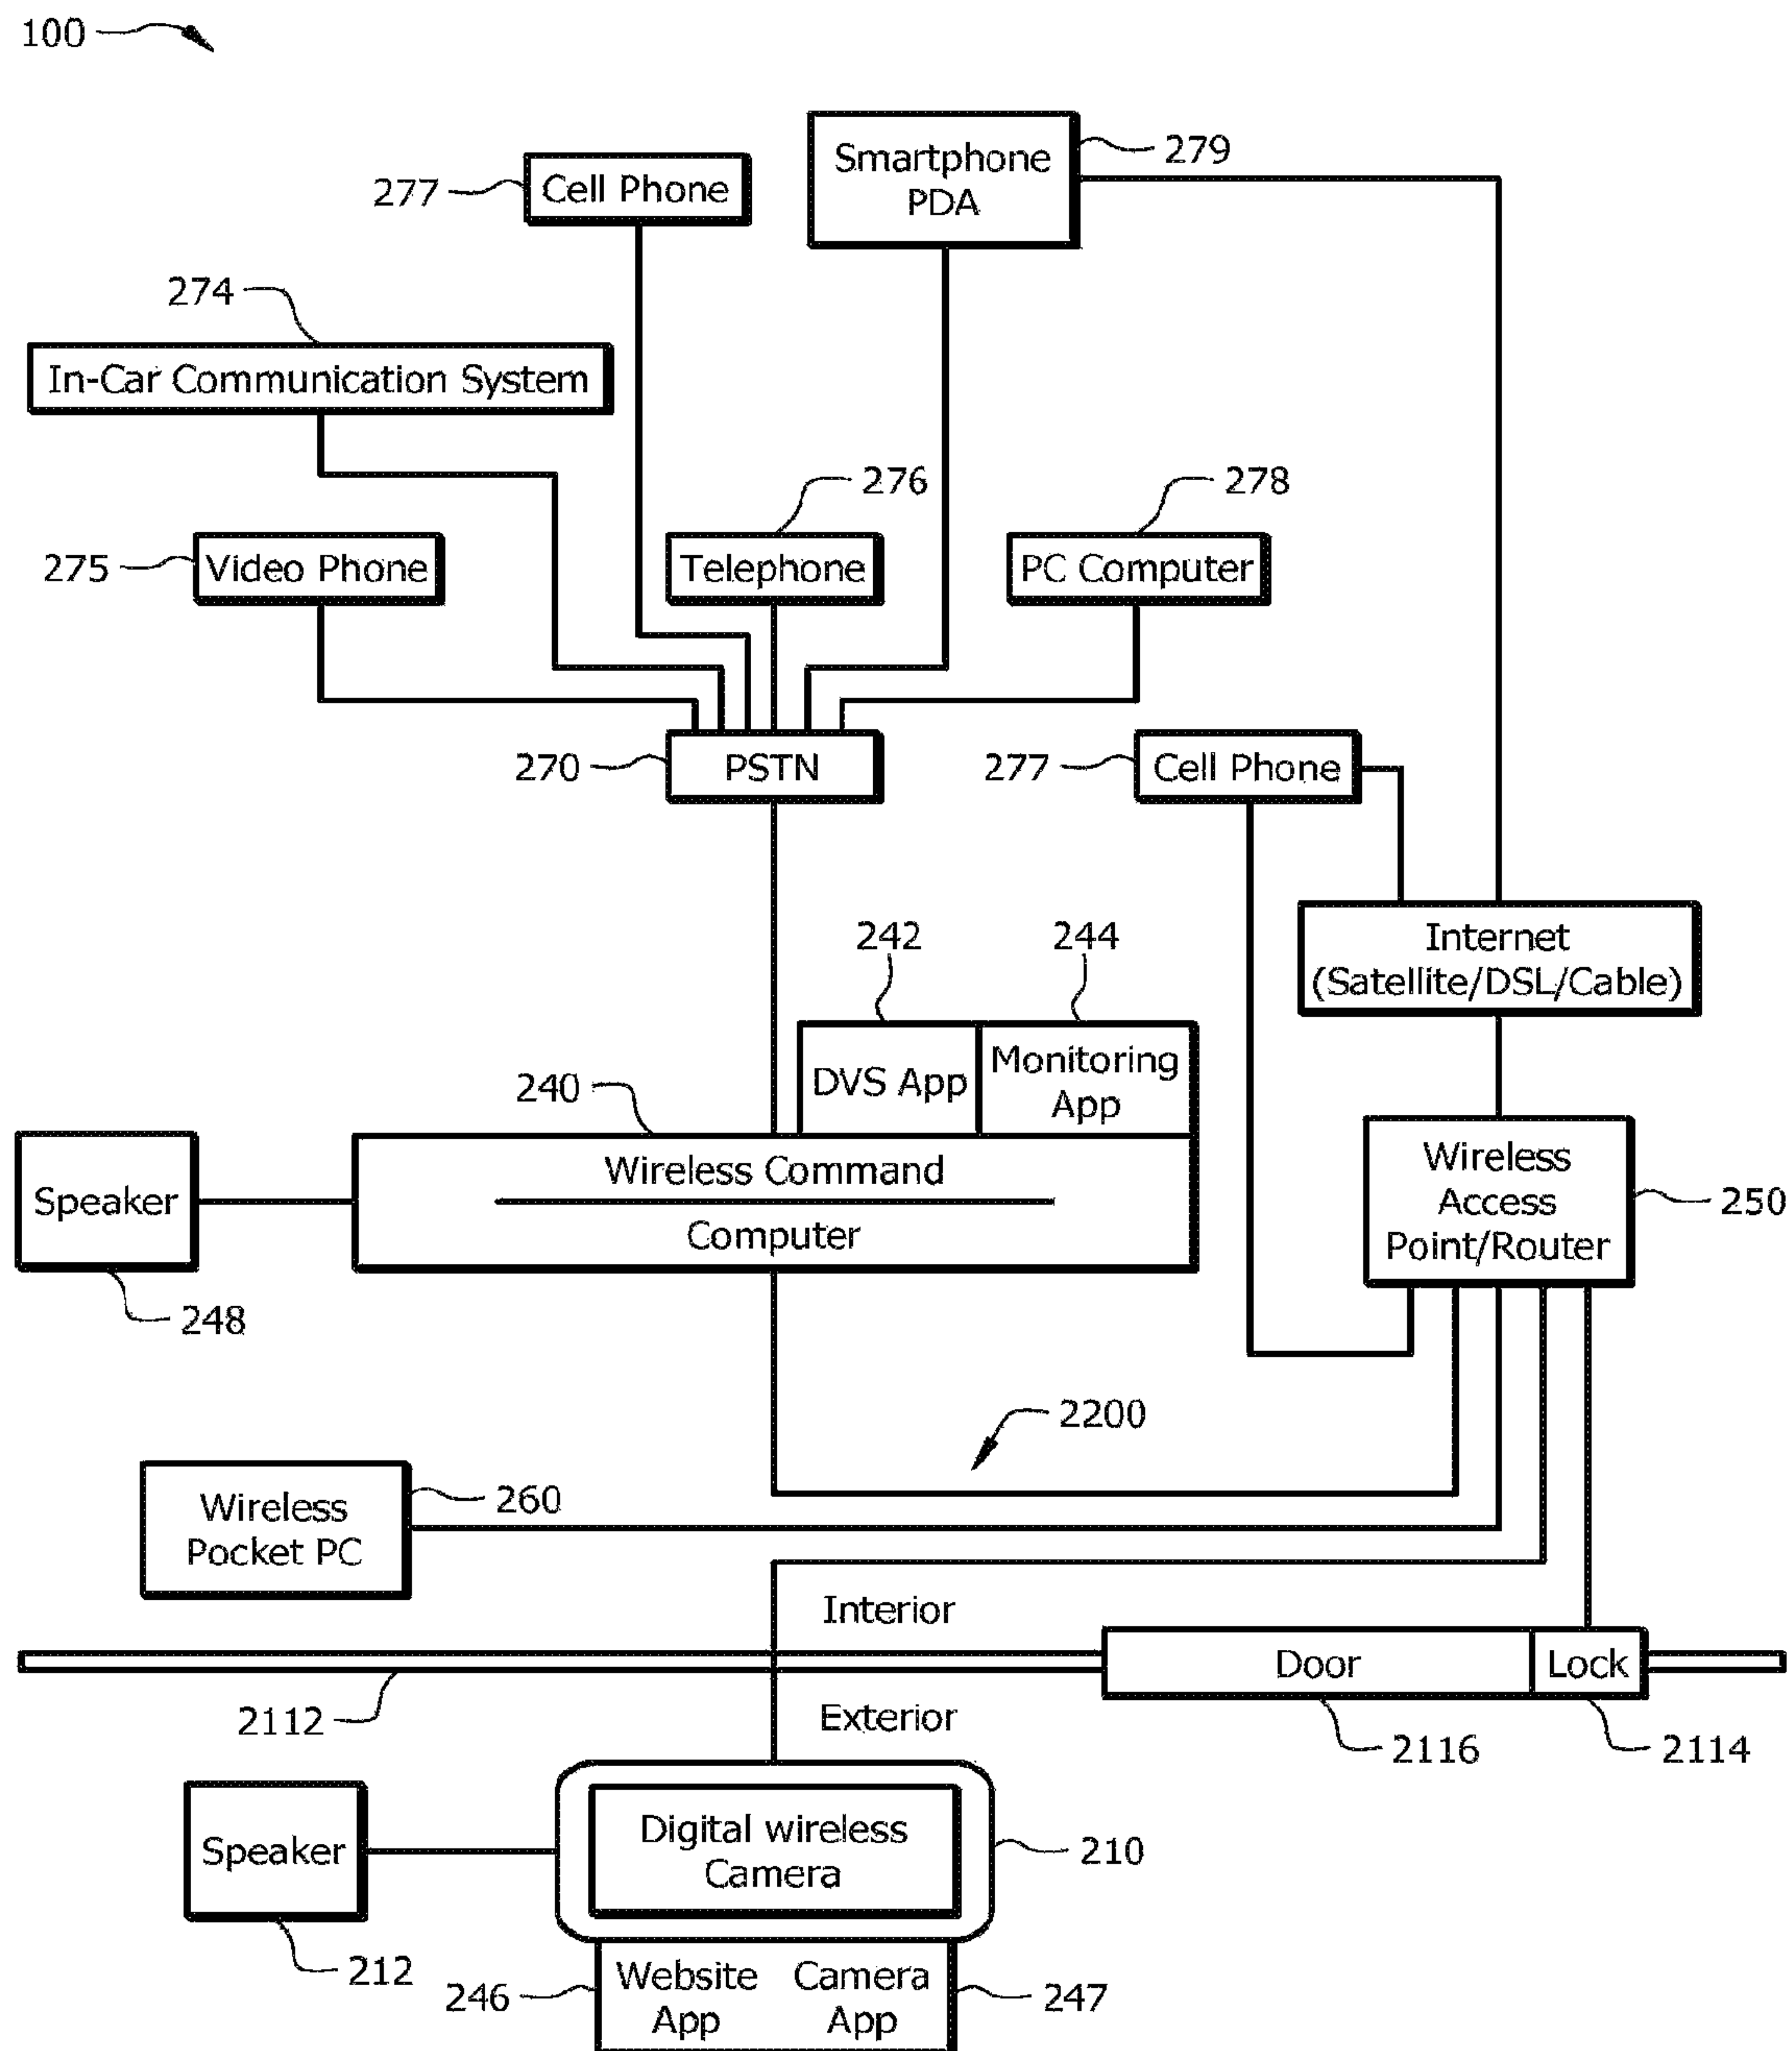 100
Smartphone
PDA
279
277
Cell Phone
274
In-Car Communication System
276
278
275
Video Phone
Telephone
PC Computer
270
PSTN
277
Cell Phone
242
244
Internet
(Satellite/DSL/Cable)
240
DVS App
Monitoring
App
Speaker
Wireless Command
Computer
Wireless
Access
Point/Router
250
248
2200
Wireless
Pocket PC
260
Interior
Door
Lock
2112
Exterior
2116
2114
Speaker
Digital wireless
Camera
210
212
246
Website
App
Camera
App
247